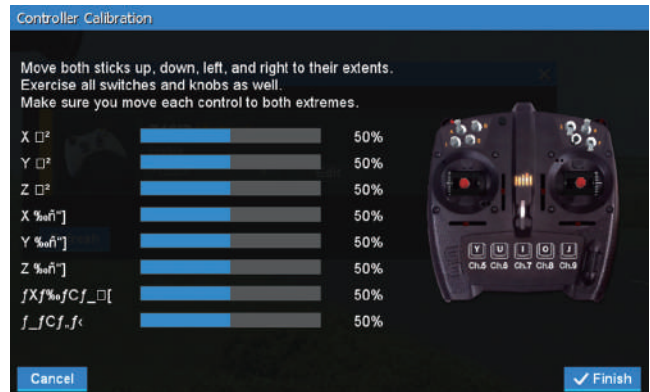 Controller Calibration
Move both sticks up, down, left, and right to their extents.
Exercise all switches and knobs as well.
Make sure you move each control to both extremes.
X □² 50%
Y □² 50%
Z □² 50%
X ‰ñ"] 50%
Y ‰ñ"] 50%
Z ‰ñ"] 50%
ƒXƒ‰ƒCƒ_□[ 50%
ƒ_ƒCƒ„ƒ‹ 50%
Y U I O J
Ch.5 Ch.6 Ch.7 Ch.8 Ch.9
Cancel
Finish